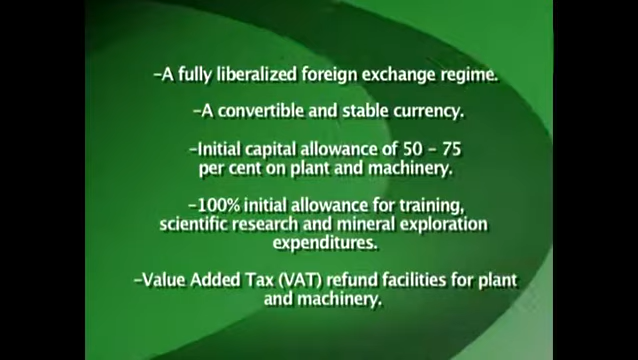 -A fully liberalized foreign exchange regime.
-A convertible and stable currency.
-Initial capital allowance of 50 - 75
per cent on plant and machinery.
-100% initial allowance for training,
scientific research and mineral exploration
expenditures.
-Value Added Tax (VAT) refund facilities for plant
and machinery.